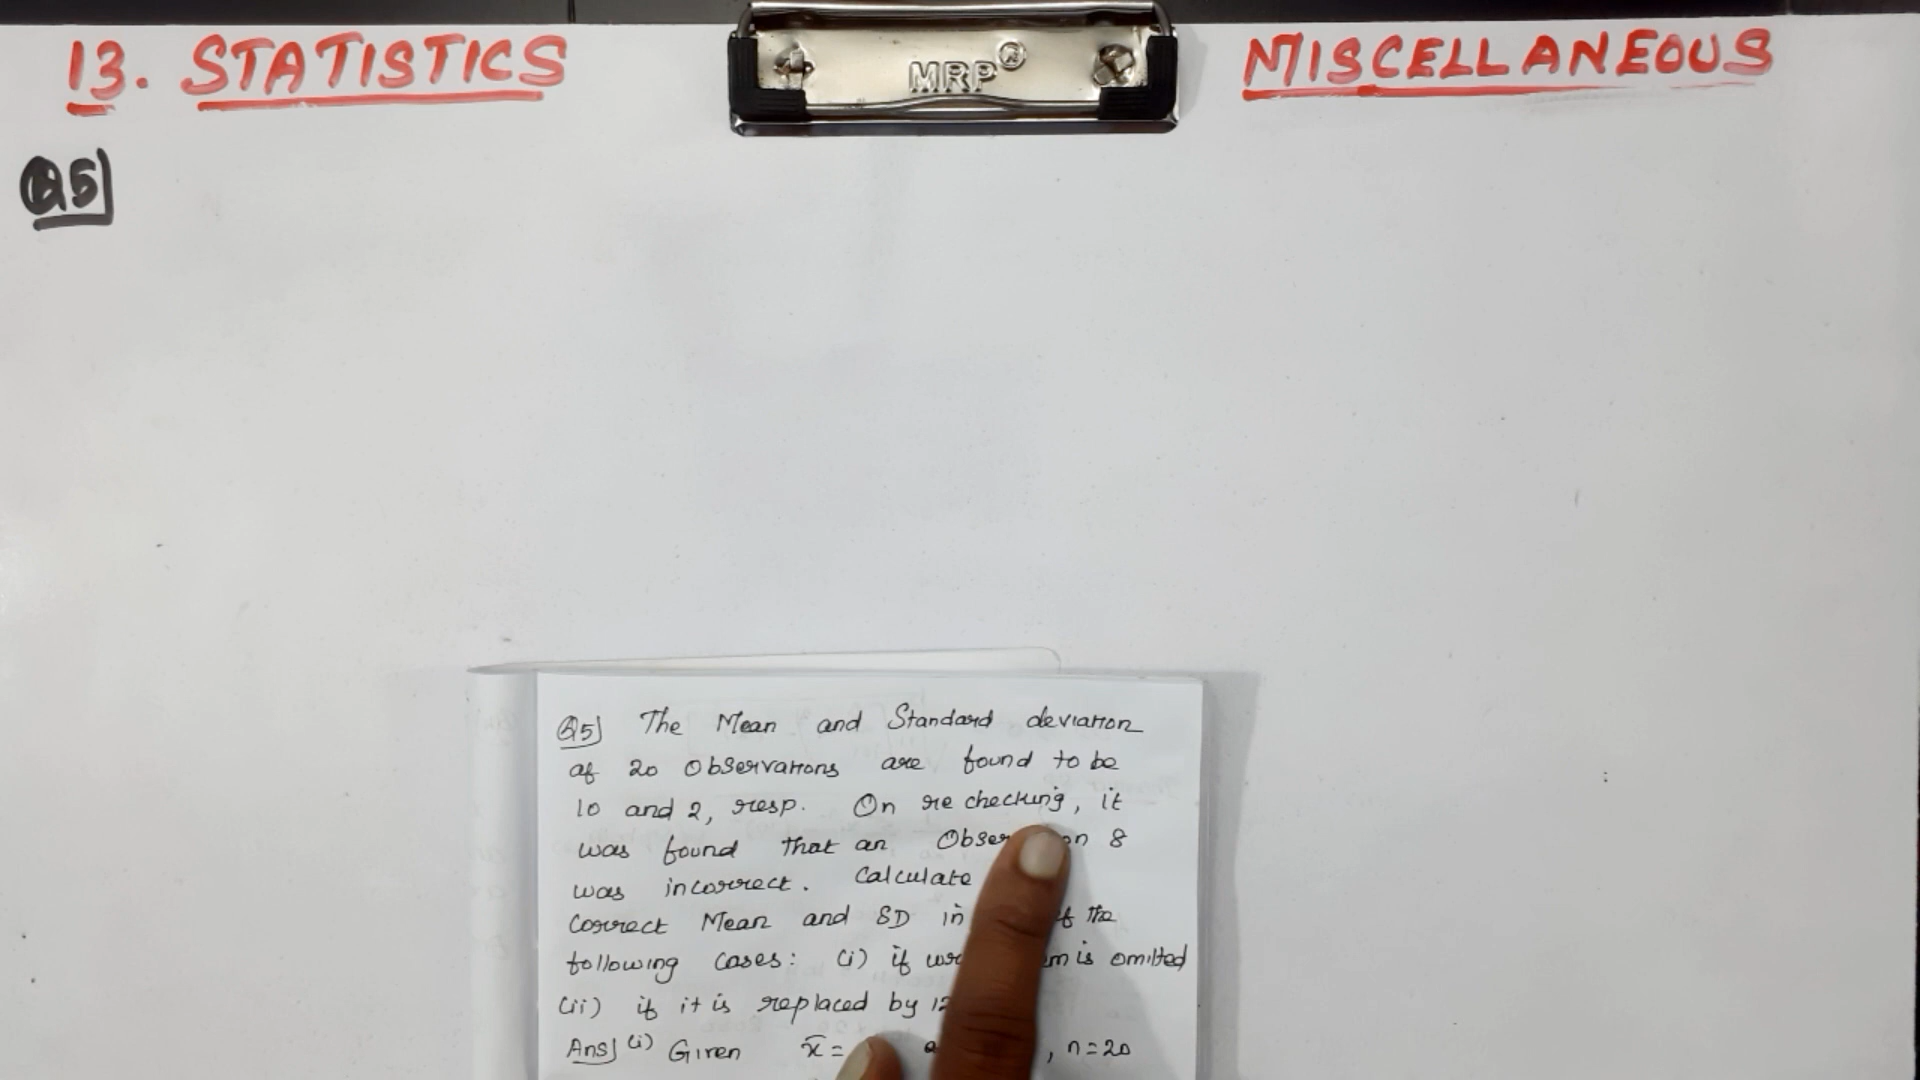 13. STATISTICS
MRP®
MISCELLANEOUS
Q5]
Q5] The Mean and Standard deviation
of 20 Observations are found to be
10 and 2, resp. On rechecking, it
was found that an 8
was incorrect. Calculate
Correct Mean and SD in of the
following cases: (i) if is omitted
(ii) if it is replaced by
Ans] (i) Given x̄ = , n=20